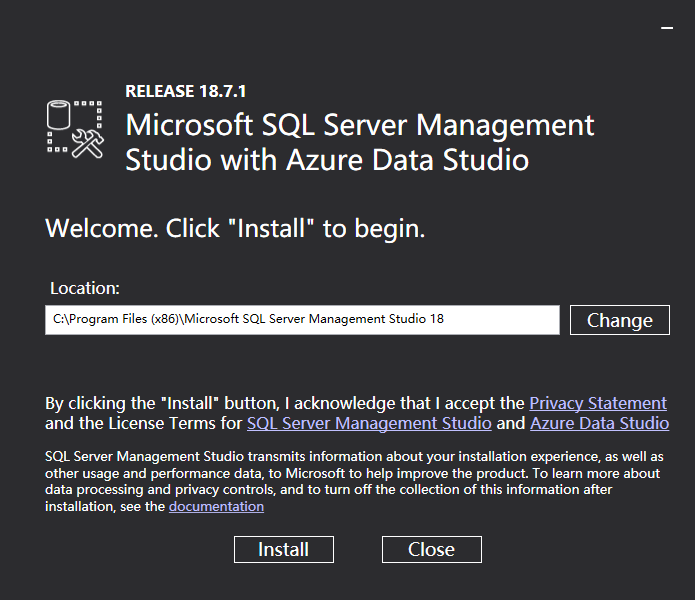 RELEASE 18.7.1
Microsoft SQL Server Management
Studio with Azure Data Studio
Welcome. Click "Install" to begin.
Location:
C:\Program Files (x86)\Microsoft SQL Server Management Studio 18
Change
By clicking the "Install" button, I acknowledge that I accept the Privacy Statement
and the License Terms for SQL Server Management Studio and Azure Data Studio
SQL Server Management Studio transmits information about your installation experience, as well as
other usage and performance data, to Microsoft to help improve the product. To learn more about
data processing and privacy controls, and to turn off the collection of this information after
installation, see the documentation
Install
Close